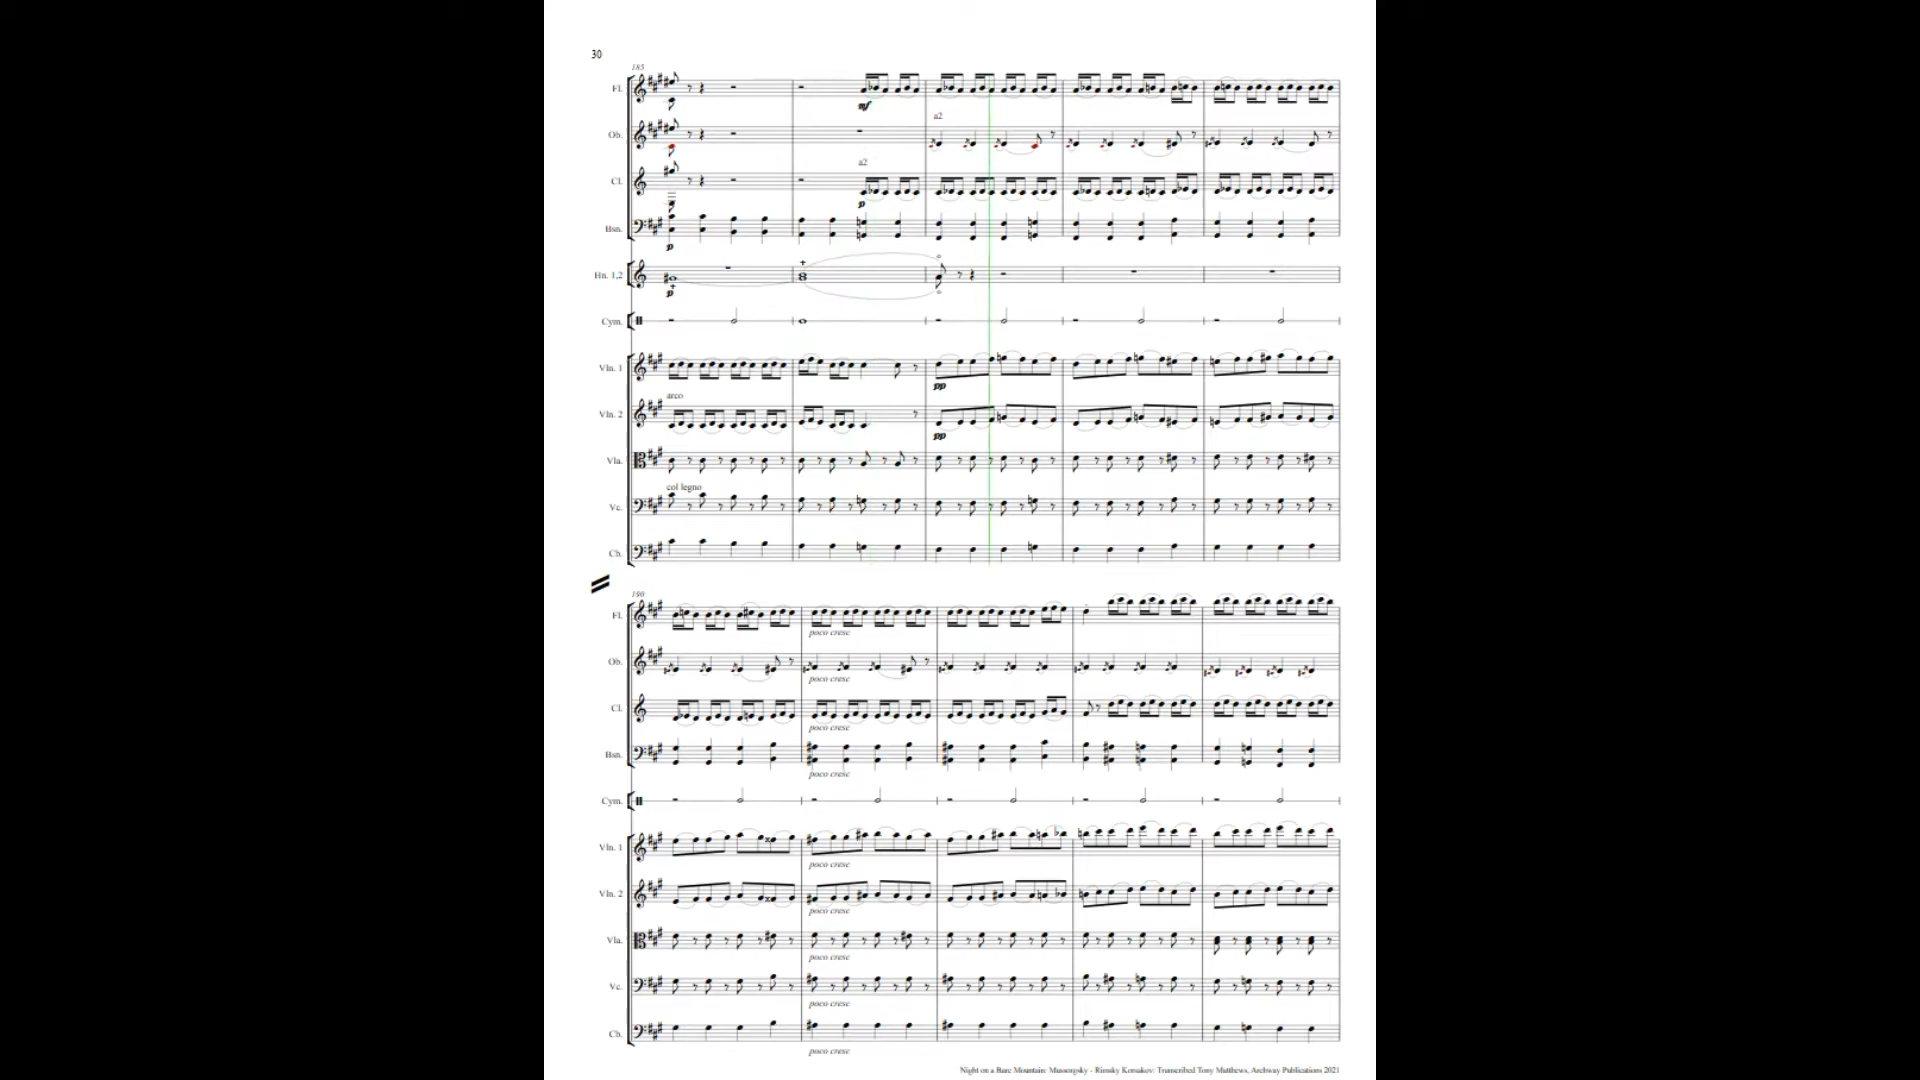 30
185
Fl.
mf
a2
Ob.
a2
Cl.
p
Bsn.
p
Hn. 1,2
p
Cym.
Vln. 1
pp
arco
Vln. 2
pp
Vla.
col legno
Vc.
Cb.
190
Fl.
poco cresc
Ob.
poco cresc
Cl.
poco cresc
Bsn.
poco cresc
Cym.
Vln. 1
poco cresc
Vln. 2
poco cresc
Vla.
poco cresc
Vc.
poco cresc
Cb.
poco cresc
Night on a Bare Mountain: Mussorgsky - Rimsky Korsakov: Transcribed Tony Matthews, Archway Publications 2021